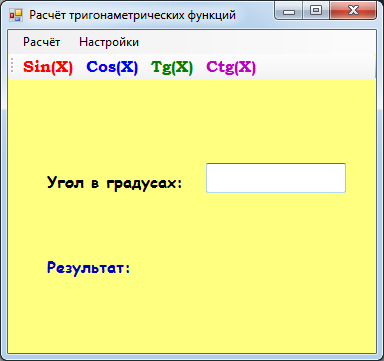 Расчёт тригонаметрических функций
Расчёт Настройки
Sin(X) Cos(X) Tg(X) Ctg(X)
Угол в градусах:
Результат: